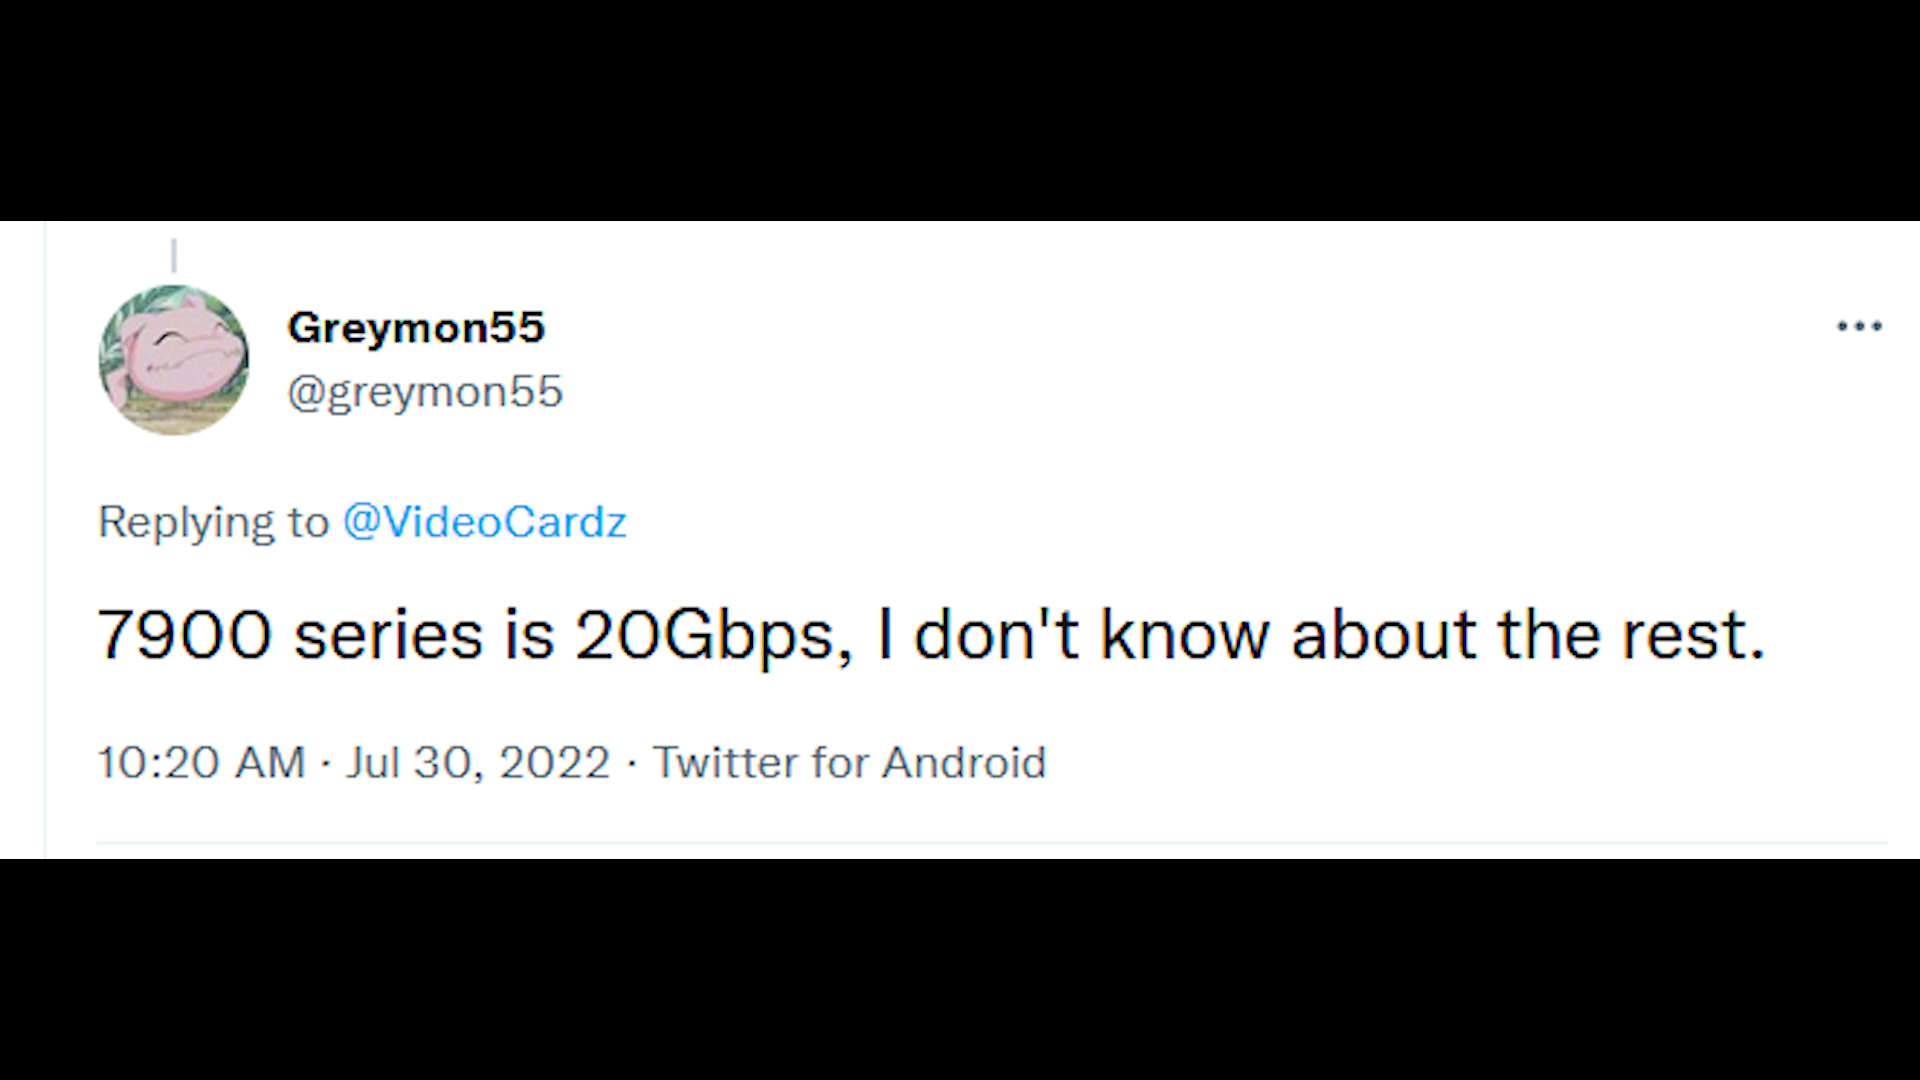 Greymon55
@greymon55
Replying to @VideoCardz
7900 series is 20Gbps, I don't know about the rest.
10:20 AM · Jul 30, 2022 · Twitter for Android